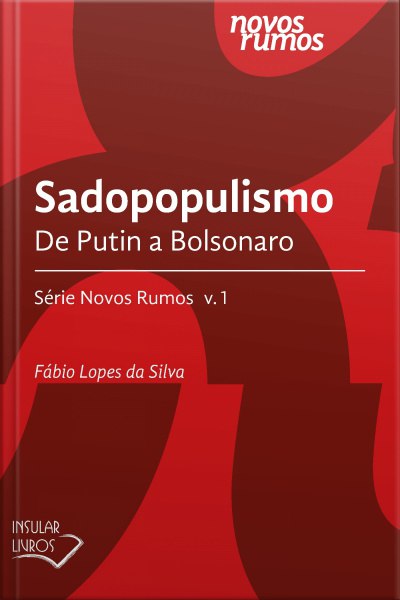 novos
rumos
Sadopopulismo
De Putin a Bolsonaro
Série Novos Rumos v. 1
Fábio Lopes da Silva
INSULAR
LIVROS